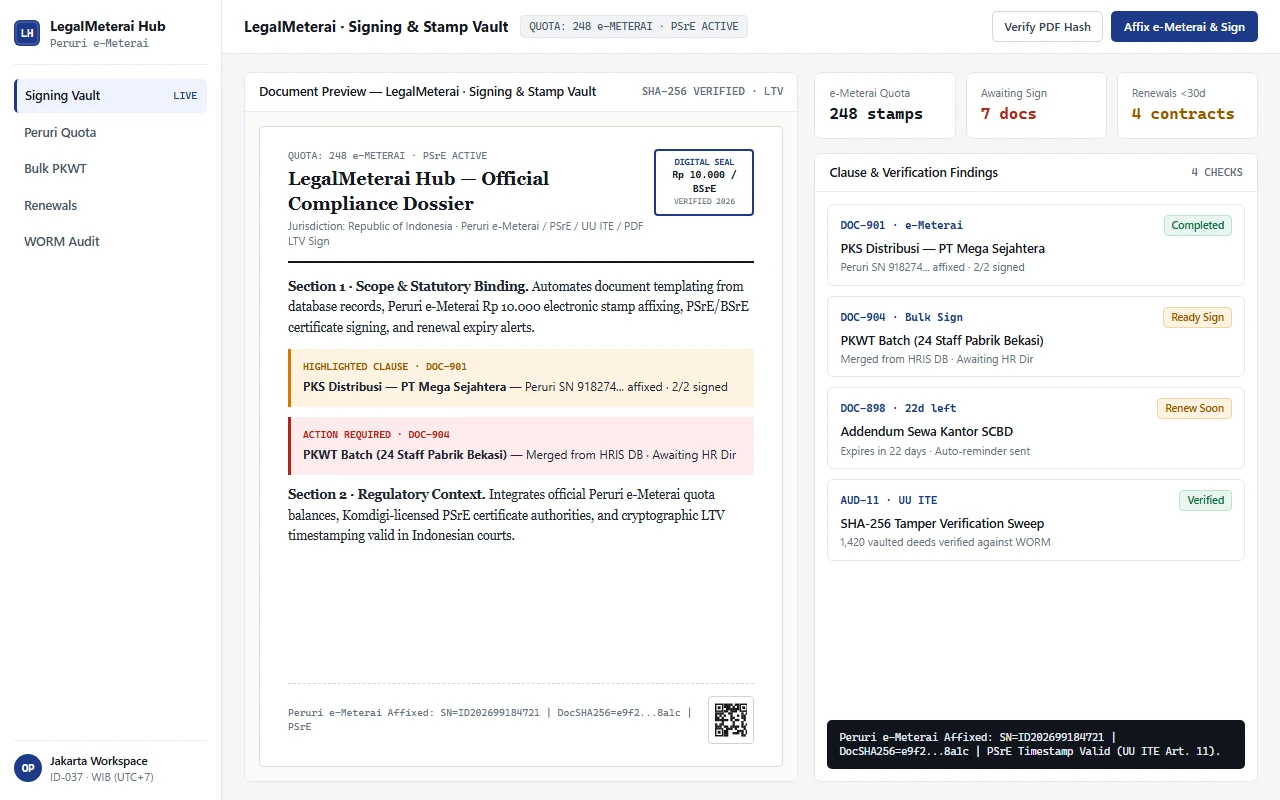 LH
LegalMeterai Hub
Peruri e-Meterai
Signing Vault
LIVE
Peruri Quota
Bulk PKWT
Renewals
WORM Audit
OP
Jakarta Workspace
ID-037 · WIB (UTC+7)
LegalMeterai · Signing & Stamp Vault
QUOTA: 248 e-METERAI · PSrE ACTIVE
Verify PDF Hash
Affix e-Meterai & Sign
Document Preview — LegalMeterai · Signing & Stamp Vault
SHA-256 VERIFIED · LTV
QUOTA: 248 e-METERAI · PSrE ACTIVE
LegalMeterai Hub — Official
Compliance Dossier
Jurisdiction: Republic of Indonesia · Peruri e-Meterai / PSrE / UU ITE / PDF
LTV Sign
DIGITAL SEAL
Rp 10.000 /
BSrE
VERIFIED 2026
Section 1 · Scope & Statutory Binding. Automates document templating from
database records, Peruri e-Meterai Rp 10.000 electronic stamp affixing, PSrE/BSrE
certificate signing, and renewal expiry alerts.
HIGHLIGHTED CLAUSE · DOC-901
PKS Distribusi — PT Mega Sejahtera — Peruri SN 918274… affixed · 2/2 signed
ACTION REQUIRED · DOC-904
PKWT Batch (24 Staff Pabrik Bekasi) — Merged from HRIS DB · Awaiting HR Dir
Section 2 · Regulatory Context. Integrates official Peruri e-Meterai quota
balances, Komdigi-licensed PSrE certificate authorities, and cryptographic LTV
timestamping valid in Indonesian courts.
Peruri e-Meterai Affixed: SN=ID202699184721 | DocSHA256=e9f2...8a1c |
PSrE
e-Meterai Quota
248 stamps
Awaiting Sign
7 docs
Renewals <30d
4 contracts
Clause & Verification Findings
4 CHECKS
DOC-901 · e-Meterai
Completed
PKS Distribusi — PT Mega Sejahtera
Peruri SN 918274… affixed · 2/2 signed
DOC-904 · Bulk Sign
Ready Sign
PKWT Batch (24 Staff Pabrik Bekasi)
Merged from HRIS DB · Awaiting HR Dir
DOC-898 · 22d left
Renew Soon
Addendum Sewa Kantor SCBD
Expires in 22 days · Auto-reminder sent
AUD-11 · UU ITE
Verified
SHA-256 Tamper Verification Sweep
1,420 vaulted deeds verified against WORM
Peruri e-Meterai Affixed: SN=ID202699184721 |
DocSHA256=e9f2...8a1c | PSrE Timestamp Valid (UU ITE Art. 11).